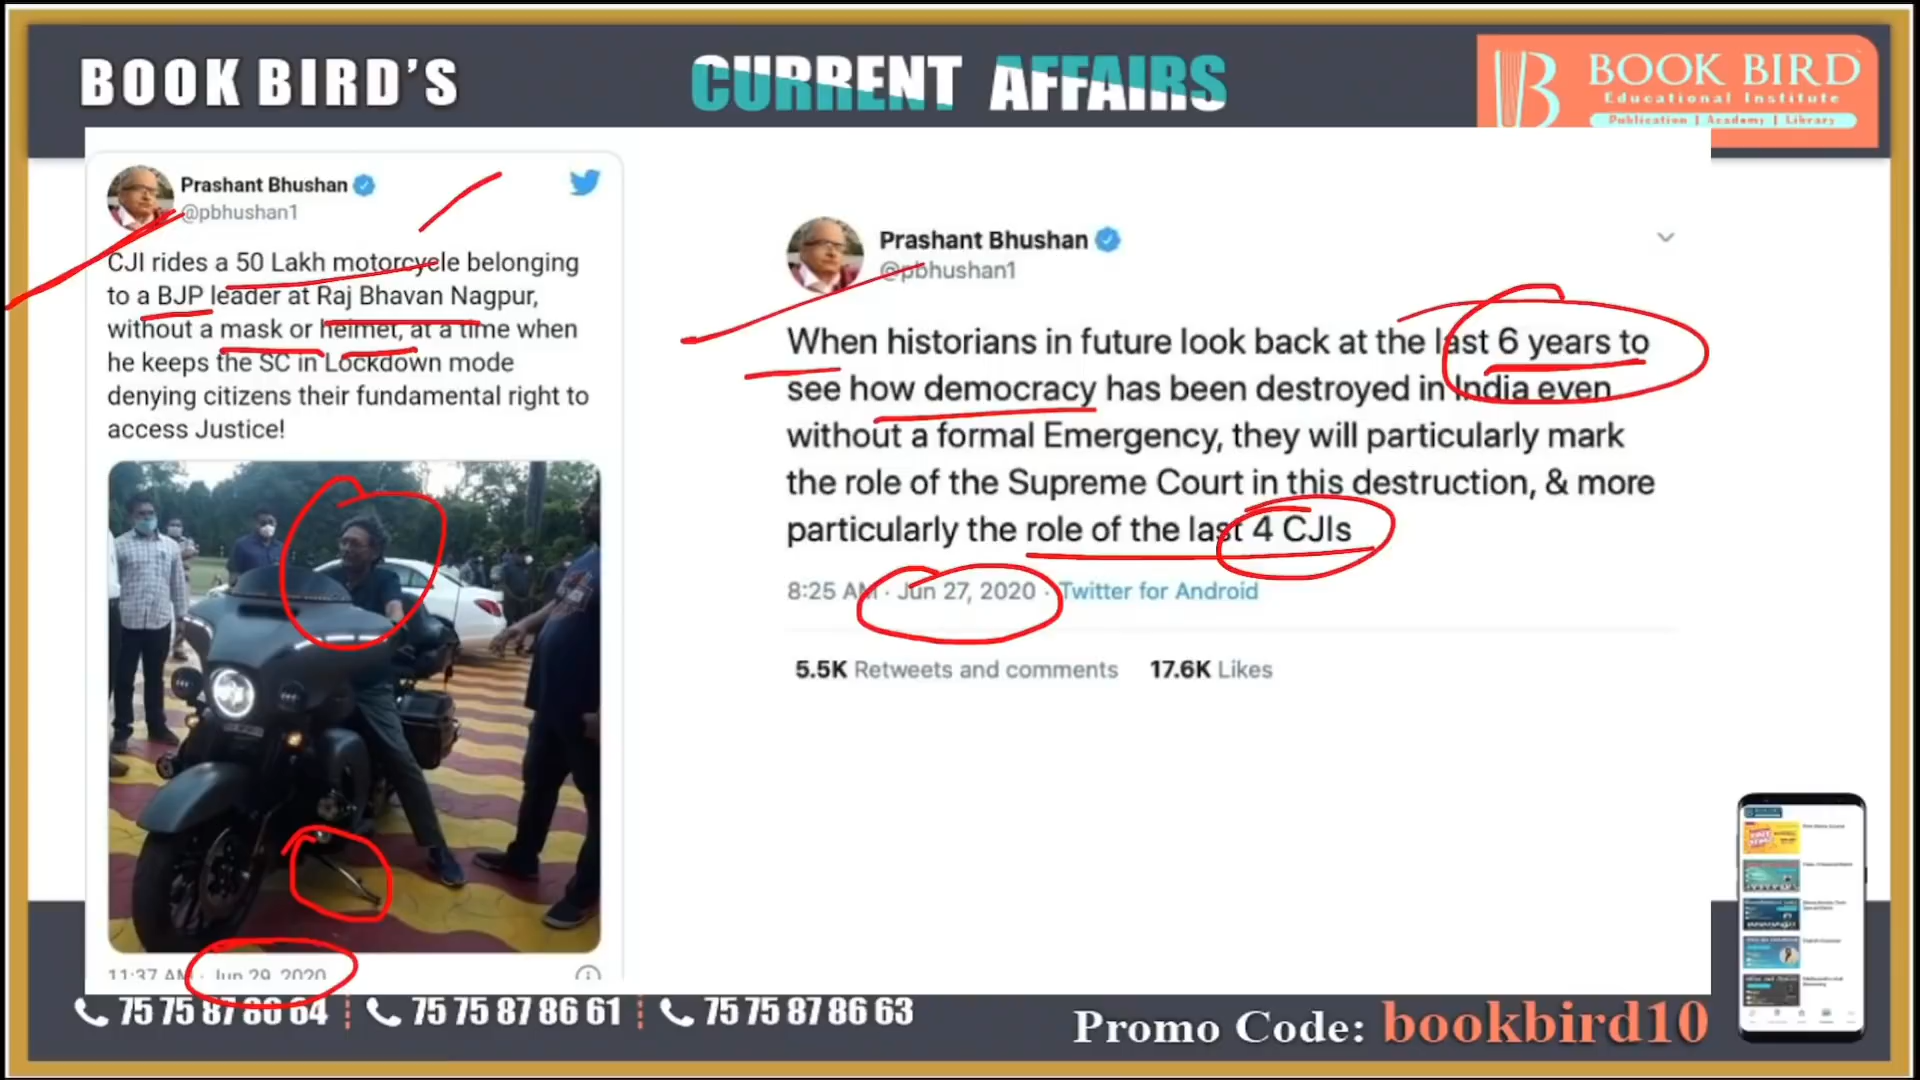 BOOK BIRD'S
CURRENT AFFAIRS
BOOK BIRD
Educational Institute
Publication | Academy | Library
Prashant Bhushan
@pbhushan1
CJI rides a 50 Lakh motorcycle belonging
to a BJP leader at Raj Bhavan Nagpur,
without a mask or helmet, at a time when
he keeps the SC in Lockdown mode
denying citizens their fundamental right to
access Justice!
11:37 AM · Jun 29, 2020
Prashant Bhushan
@pbhushan1
When historians in future look back at the last 6 years to
see how democracy has been destroyed in India even
without a formal Emergency, they will particularly mark
the role of the Supreme Court in this destruction, & more
particularly the role of the last 4 CJIs
8:25 AM · Jun 27, 2020 · Twitter for Android
5.5K Retweets and comments 17.6K Likes
75 75 87 86 64 75 75 87 86 61 75 75 87 86 63
Promo Code: bookbird10